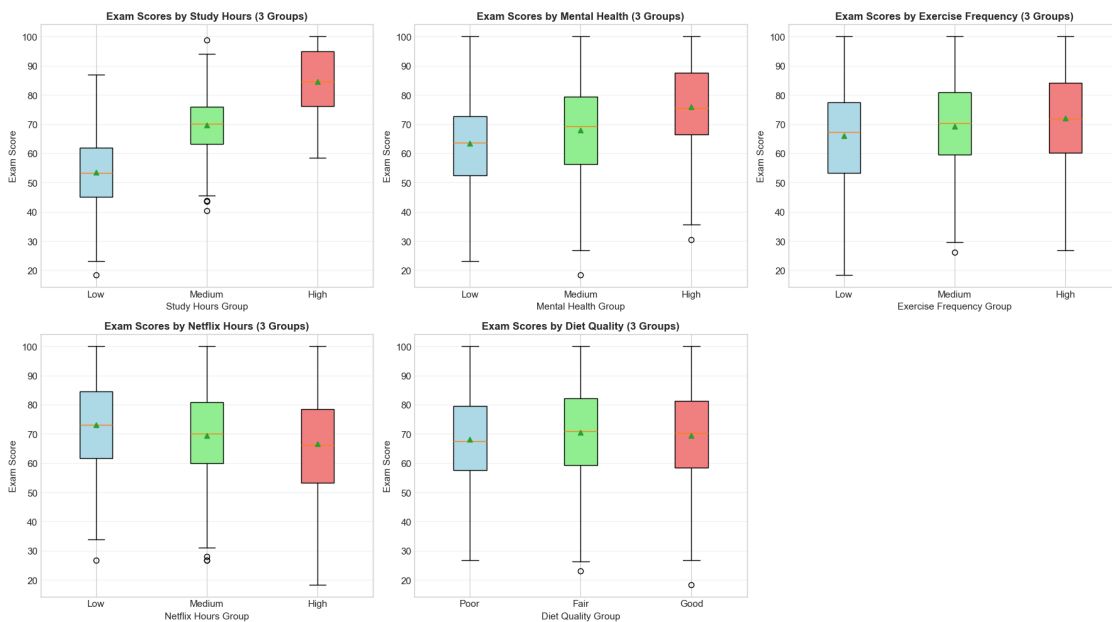 Exam Scores by Study Hours (3 Groups)
100
90
80
70
60
50
40
30
20
Exam Score
Low Medium High
Study Hours Group
Exam Scores by Mental Health (3 Groups)
100
90
80
70
60
50
40
30
20
Exam Score
Low Medium High
Mental Health Group
Exam Scores by Exercise Frequency (3 Groups)
100
90
80
70
60
50
40
30
20
Exam Score
Low Medium High
Exercise Frequency Group
Exam Scores by Netflix Hours (3 Groups)
100
90
80
70
60
50
40
30
20
Exam Score
Low Medium High
Netflix Hours Group
Exam Scores by Diet Quality (3 Groups)
100
90
80
70
60
50
40
30
20
Exam Score
Poor Fair Good
Diet Quality Group